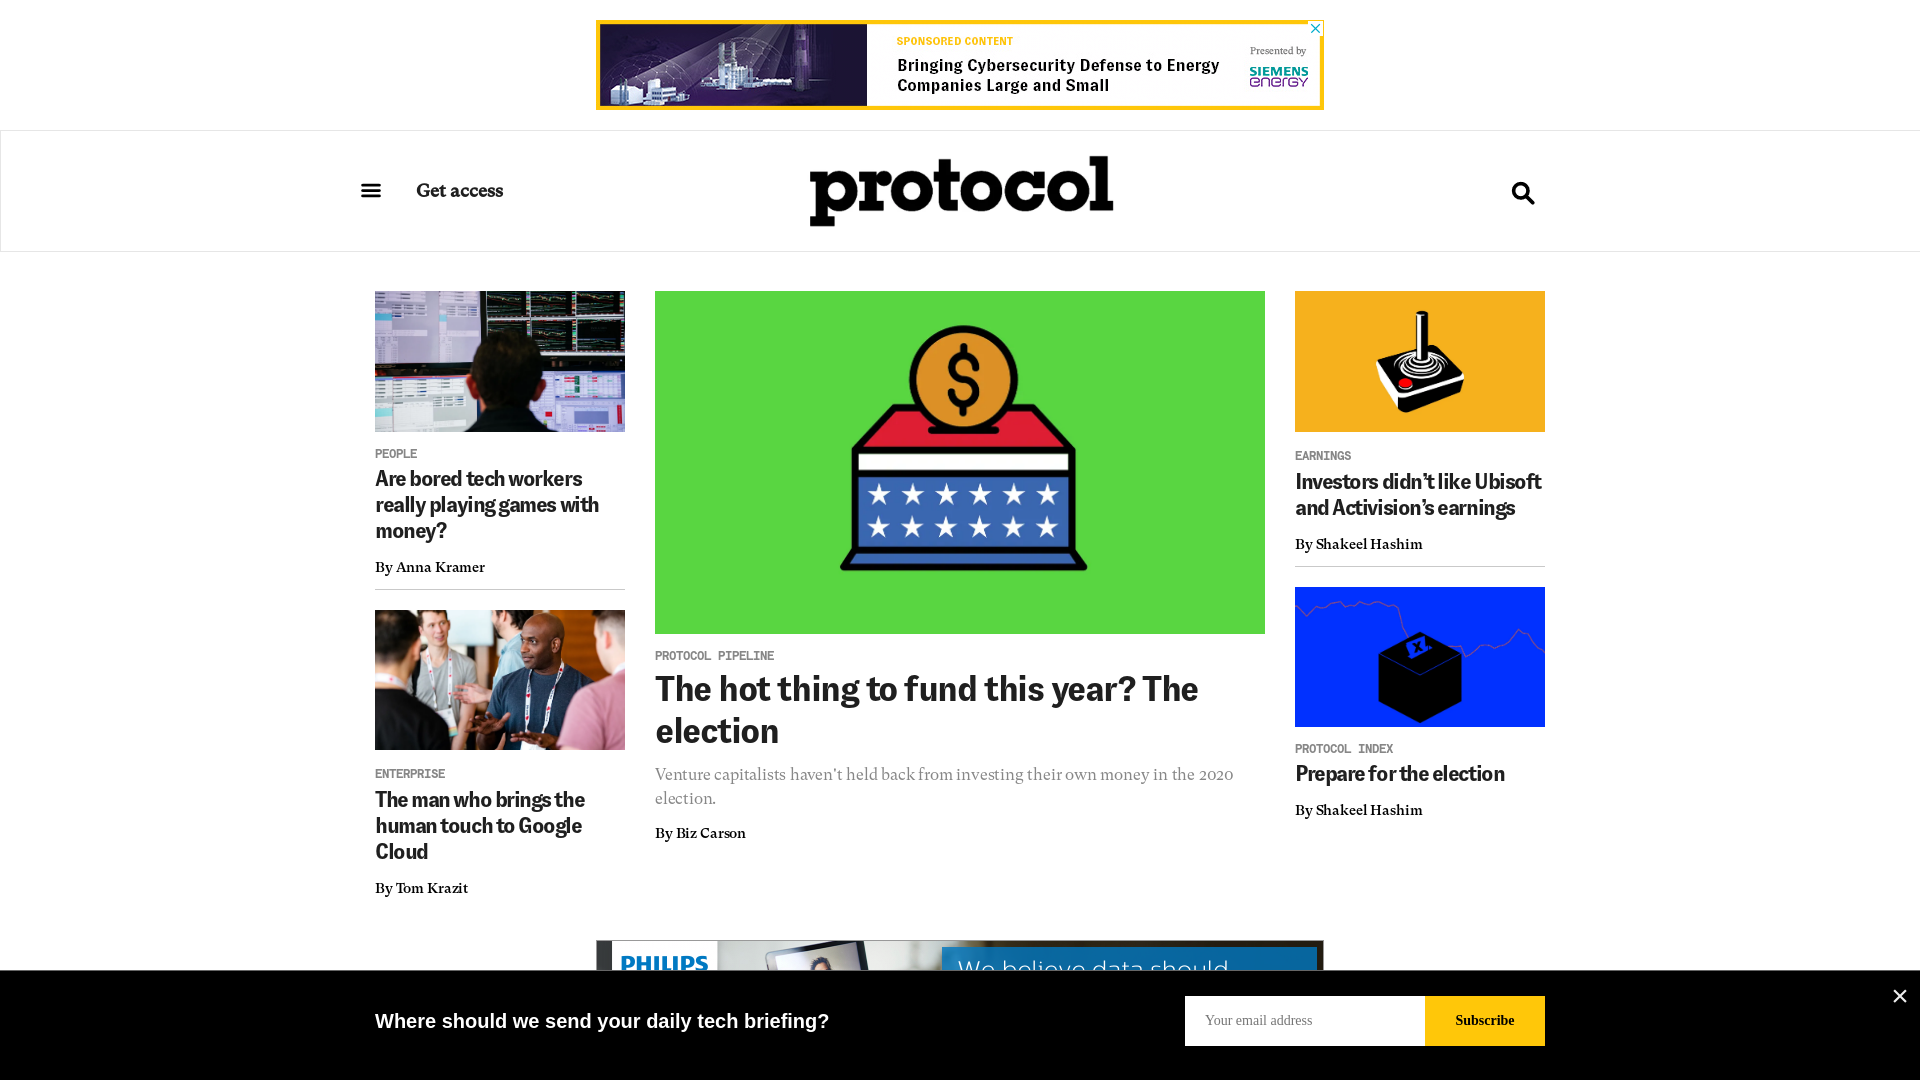 SPONSORED CONTENT
Bringing Cybersecurity Defense to Energy
Companies Large and Small
Presented by
SIEMENS
energy
Get access
protocol
PEOPLE
Are bored tech workers
really playing games with
money?
By Anna Kramer
ENTERPRISE
The man who brings the
human touch to Google
Cloud
By Tom Krazit
$
PROTOCOL PIPELINE
The hot thing to fund this year? The
election
Venture capitalists haven't held back from investing their own money in the 2020
election.
By Biz Carson
EARNINGS
Investors didn’t like Ubisoft
and Activision’s earnings
By Shakeel Hashim
X
PROTOCOL INDEX
Prepare for the election
By Shakeel Hashim
PHILIPS
We believe data should
Where should we send your daily tech briefing?
Your email address
Subscribe